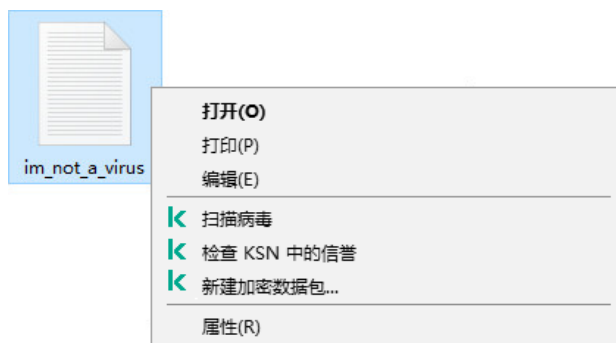 im_not_a_virus
打开(O)
打印(P)
编辑(E)
扫描病毒
检查 KSN 中的信誉
新建加密数据包...
属性(R)